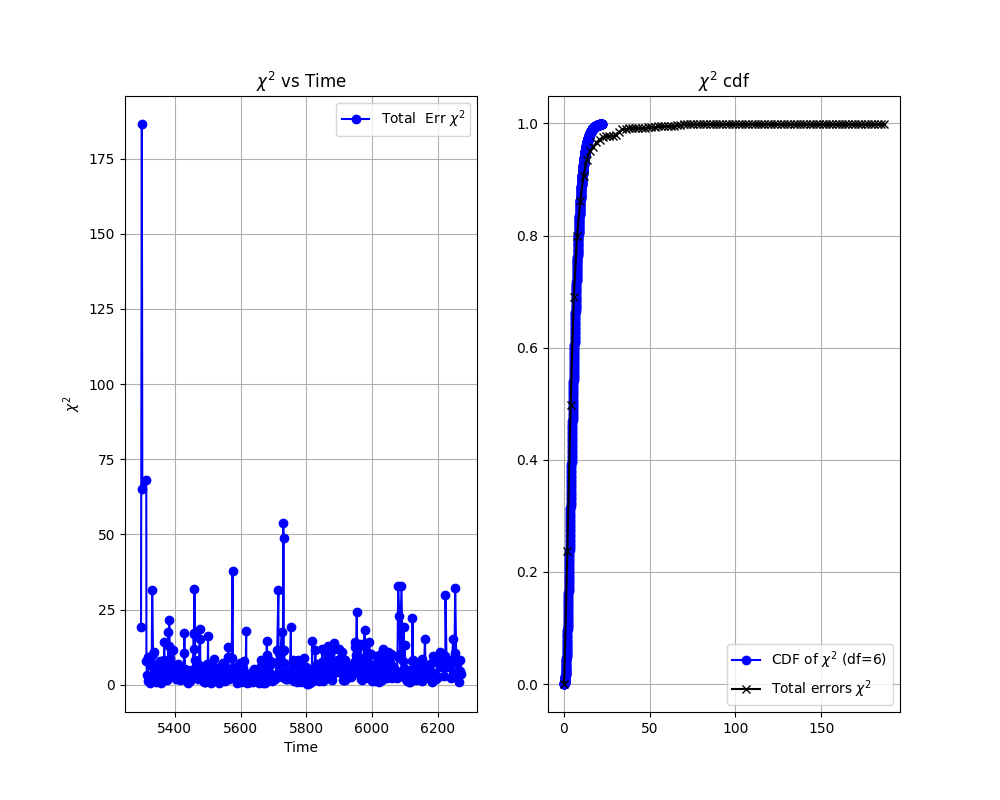 χ² vs Time
Total Err χ²
175
150
125
100
75
50
25
0
χ²
5400 5600 5800 6000 6200
Time
χ² cdf
1.0
0.8
0.6
0.4
0.2
0.0
CDF of χ² (df=6)
Total errors χ²
0 50 100 150